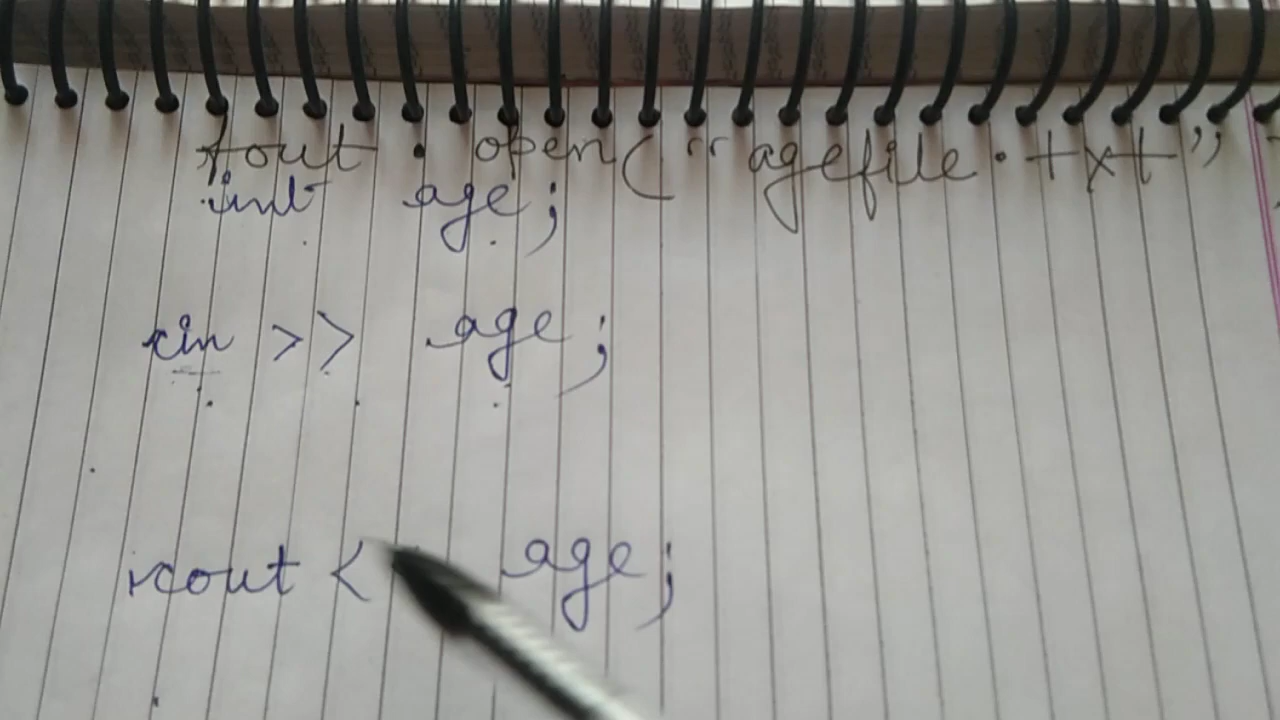 fout . open ( "agefile.txt"
int age ;
cin >> age ;
cout < age ;